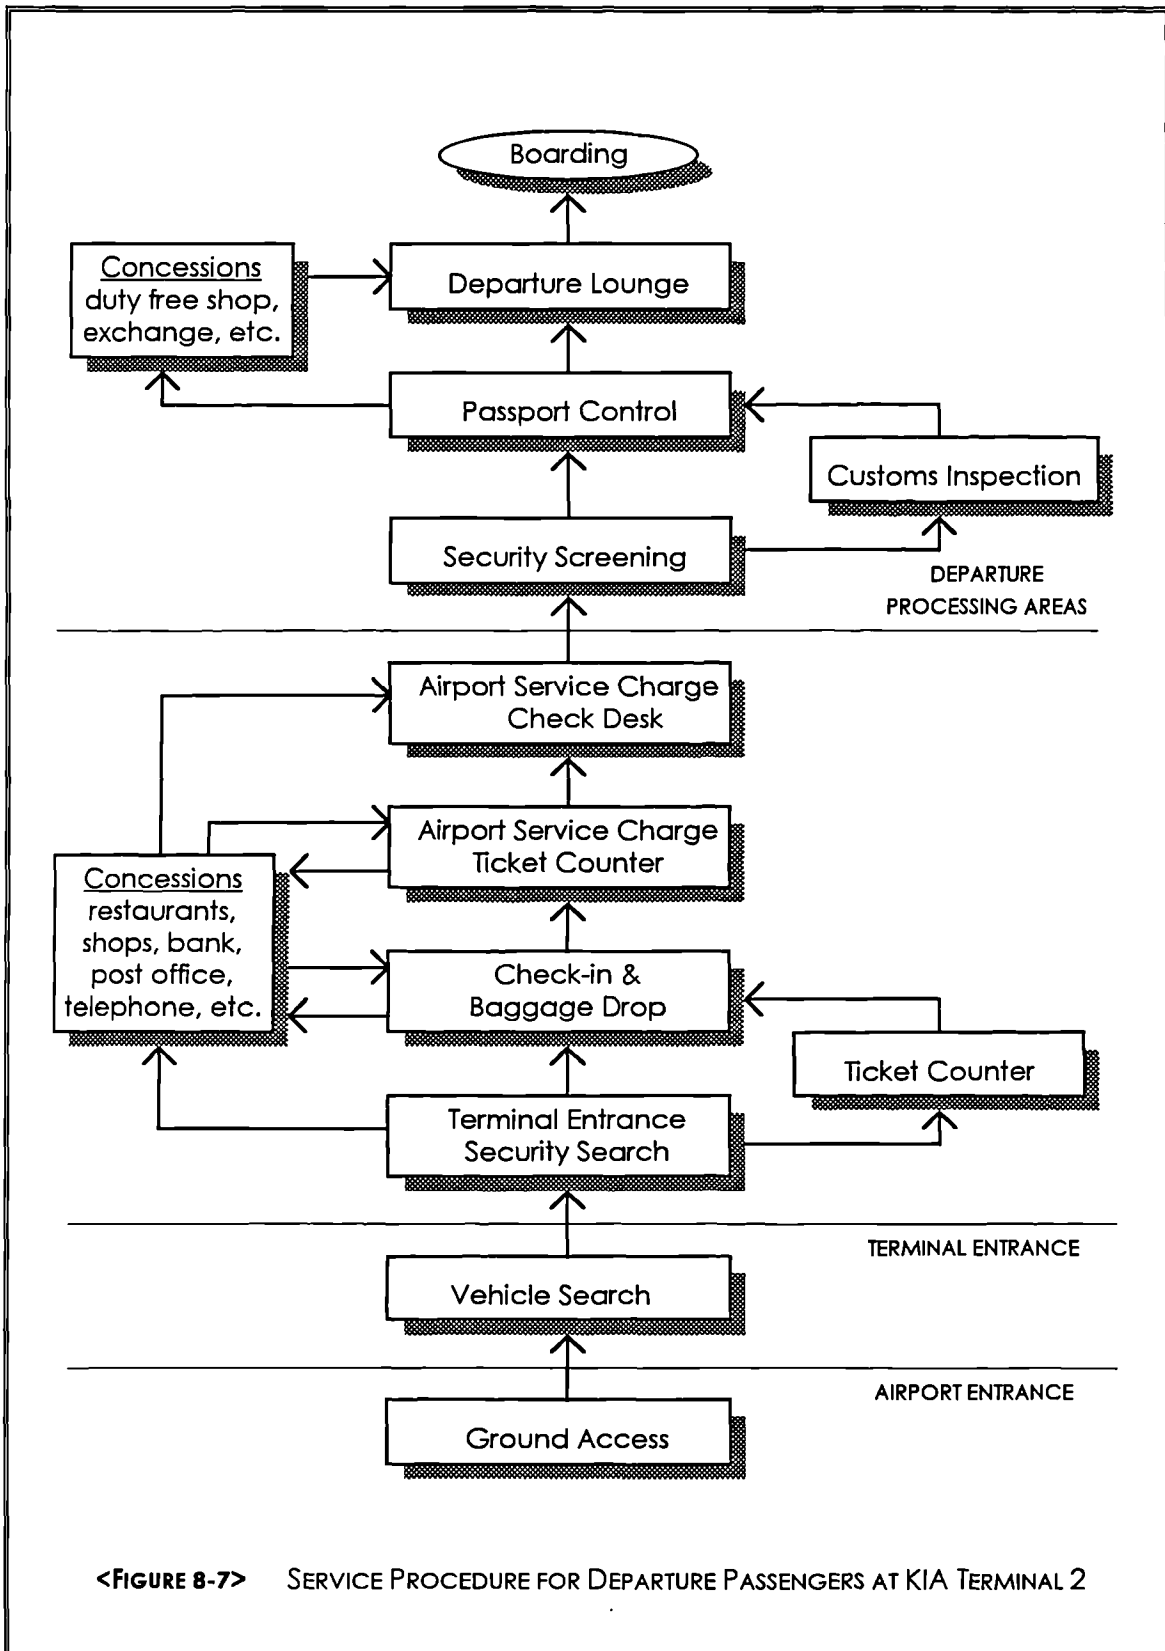 Boarding
Concessions
duty free shop,
exchange, etc.
Departure Lounge
Passport Control
Customs Inspection
Security Screening
DEPARTURE
PROCESSING AREAS
Airport Service Charge
Check Desk
Airport Service Charge
Ticket Counter
Concessions
restaurants,
shops, bank,
post office,
telephone, etc.
Check-in &
Baggage Drop
Ticket Counter
Terminal Entrance
Security Search
TERMINAL ENTRANCE
Vehicle Search
AIRPORT ENTRANCE
Ground Access
<FIGURE 8-7> SERVICE PROCEDURE FOR DEPARTURE PASSENGERS AT KIA TERMINAL 2